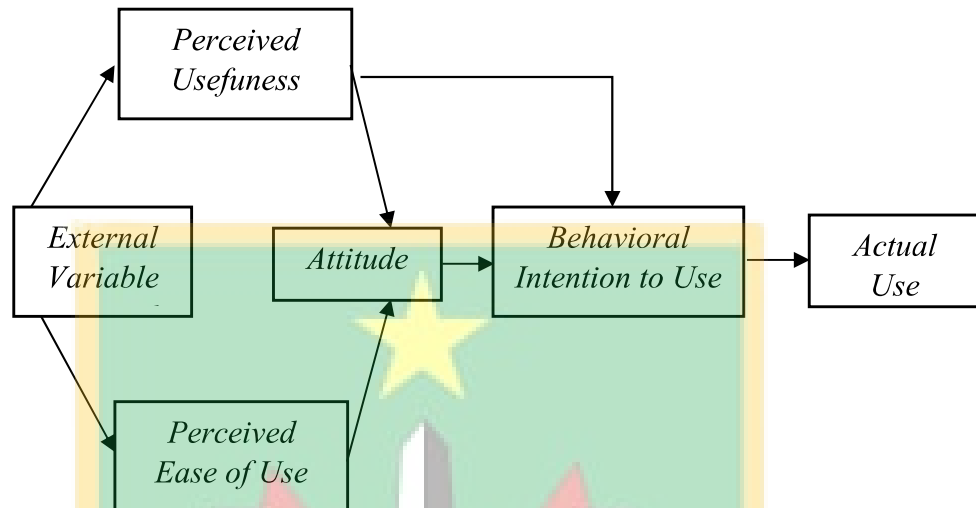 Perceived
Usefuness
External
Variable
Attitude
Behavioral
Intention to Use
Actual
Use
Perceived
Ease of Use